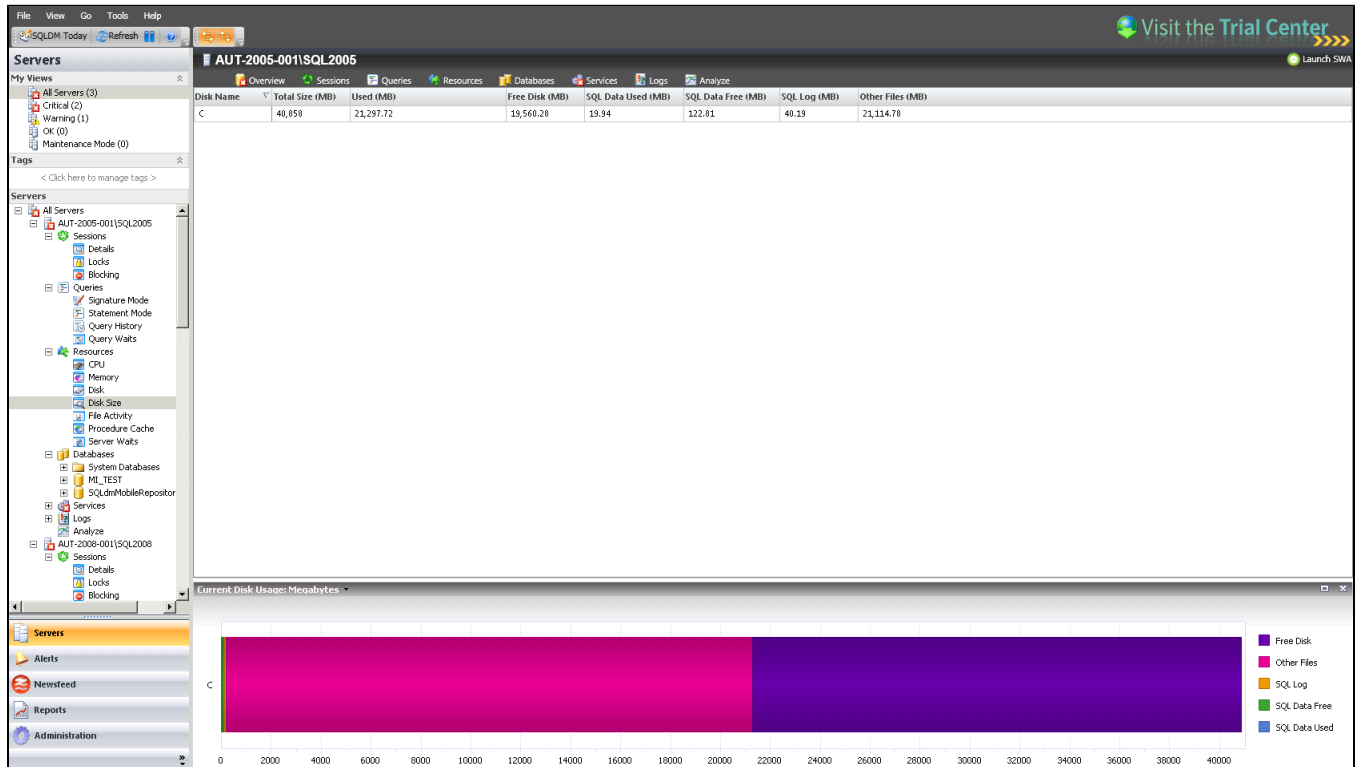 File View Go Tools Help
SQLDM Today Refresh
Visit the Trial Center
Servers
AUT-2005-001\SQL2005
Launch SWA
My Views
All Servers (3)
Critical (2)
Warning (1)
OK (0)
Maintenance Mode (0)
Tags
< Click here to manage tags >
Servers
All Servers
AUT-2005-001\SQL2005
Sessions
Details
Locks
Blocking
Queries
Signature Mode
Statement Mode
Query History
Query Waits
Resources
CPU
Memory
Disk
Disk Size
File Activity
Procedure Cache
Server Waits
Databases
System Databases
MI_TEST
SQLdmMobileRepositor
Services
Logs
Analyze
AUT-2008-001\SQL2008
Sessions
Details
Locks
Blocking
Servers
Alerts
Newsfeed
Reports
Administration
Overview Sessions Queries Resources Databases Services Logs Analyze
Disk Name Total Size (MB) Used (MB) Free Disk (MB) SQL Data Used (MB) SQL Data Free (MB) SQL Log (MB) Other Files (MB)
C 40,858 21,297.72 19,560.28 19.94 122.81 40.19 21,114.78
Current Disk Usage: Megabytes
C
0 2000 4000 6000 8000 10000 12000 14000 16000 18000 20000 22000 24000 26000 28000 30000 32000 34000 36000 38000 40000
Free Disk
Other Files
SQL Log
SQL Data Free
SQL Data Used